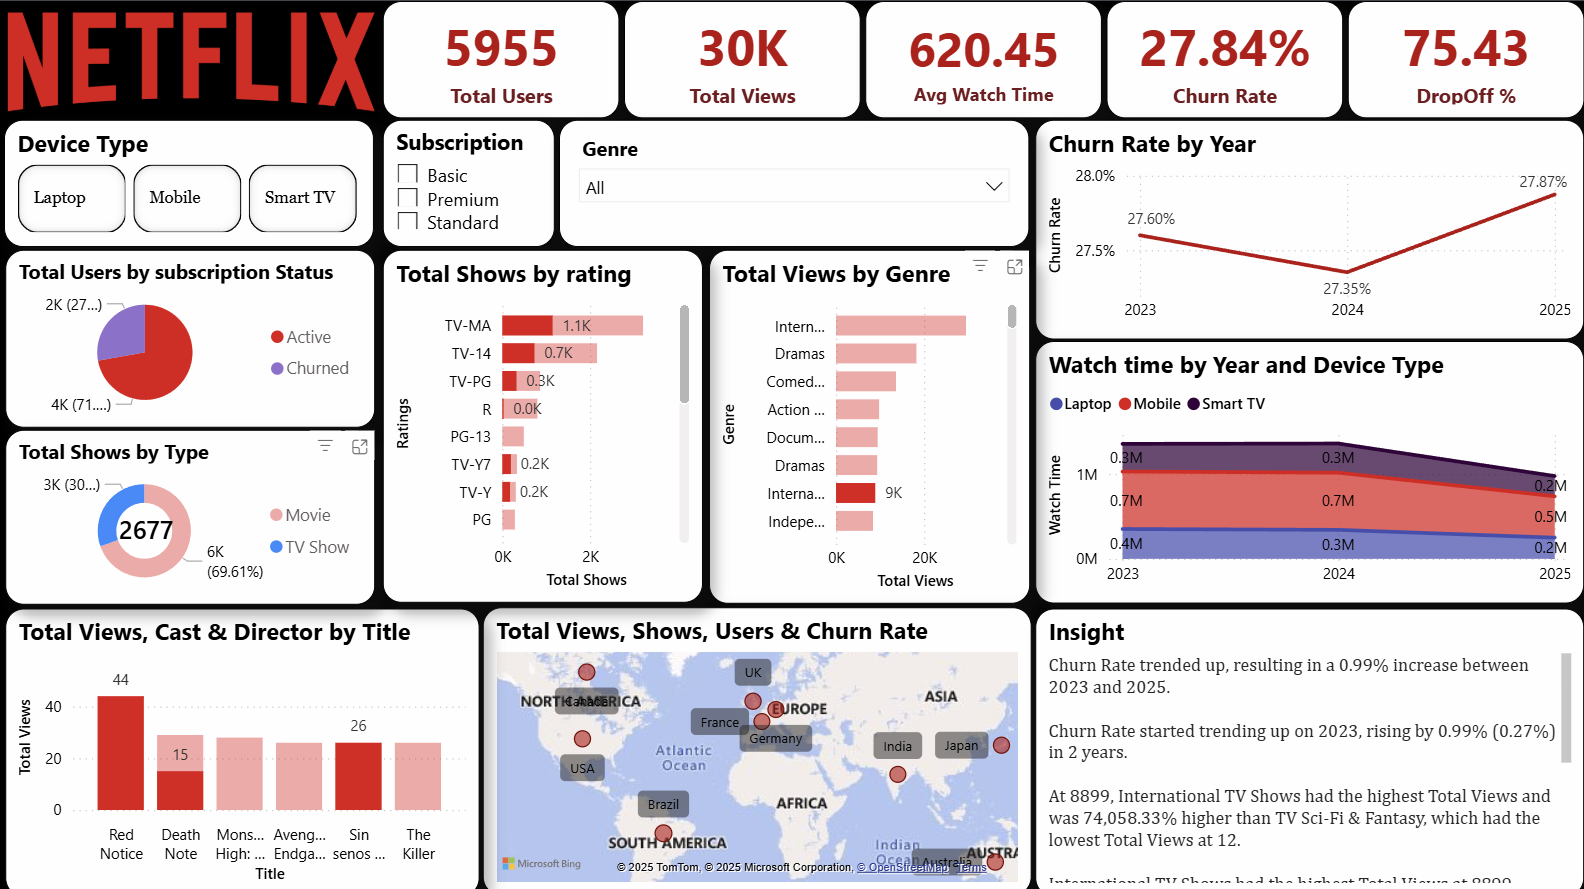 NETFLIX
5955
Total Users
30K
Total Views
620.45
Avg Watch Time
27.84%
Churn Rate
75.43
DropOff %
Device Type
Laptop
Mobile
Smart TV
Subscription
Basic
Premium
Standard
Genre
All
Churn Rate by Year
Churn Rate
28.0%
27.5%
27.60%
27.35%
27.87%
2023
2024
2025
Total Users by subscription Status
2K (27...)
4K (71....)
Active
Churned
Total Shows by Type
3K (30...)
2677
6K
(69.61%)
Movie
TV Show
Total Shows by rating
Ratings
TV-MA
1.1K
TV-14
0.7K
TV-PG
0.3K
R
0.0K
PG-13
TV-Y7
0.2K
TV-Y
0.2K
PG
0K
2K
Total Shows
Total Views by Genre
Genre
Intern...
Dramas
Comed...
Action ...
Docum...
Dramas
Interna...
9K
Indepe...
0K
20K
Total Views
Watch time by Year and Device Type
Laptop
Mobile
Smart TV
Watch Time
1M
0M
0.3M
0.3M
0.2M
0.7M
0.7M
0.5M
0.4M
0.3M
0.2M
2023
2024
2025
Total Views, Cast & Director by Title
Total Views
40
20
0
44
15
26
Red
Notice
Death
Note
Mons...
High: ...
Aveng...
Endga...
Sin
senos ...
The
Killer
Title
Total Views, Shows, Users & Churn Rate
NORTH AMERICA
Canada
USA
UK
EUROPE
France
Germany
ASIA
India
Japan
Atlantic
Ocean
AFRICA
Brazil
SOUTH AMERICA
Indian
Ocean
Australia
AUSTRA
Microsoft Bing
© 2025 TomTom, © 2025 Microsoft Corporation, © OpenStreetMap Terms
Insight
Churn Rate trended up, resulting in a 0.99% increase between
2023 and 2025.
Churn Rate started trending up on 2023, rising by 0.99% (0.27%)
in 2 years.
At 8899, International TV Shows had the highest Total Views and
was 74,058.33% higher than TV Sci-Fi & Fantasy, which had the
lowest Total Views at 12.
International TV Shows had the highest Total Views at 8899